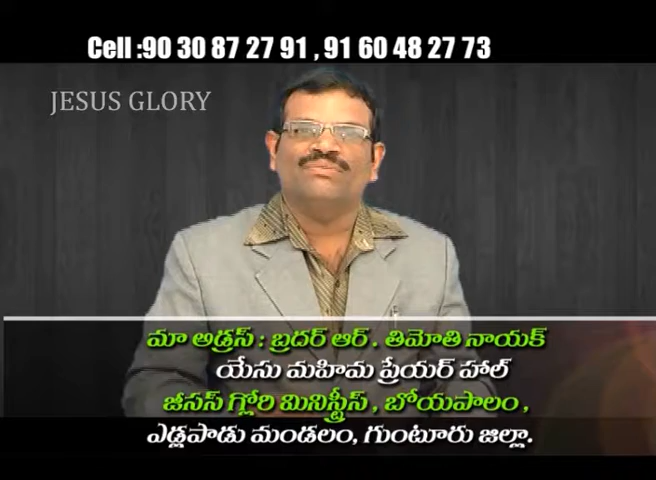 Cell :90 30 87 27 91 , 91 60 48 27 73
JESUS GLORY
మా అడ్రస్ : బ్రదర్ ఆర్ . తిమోతి నాయక్
యేసు మహిమ ప్రేయర్ హాల్
జీసస్ గ్లోరి మినిస్ట్రీస్ , బోయపాలం ,
ఎడ్లపాడు మండలం, గుంటూరు జిల్లా.